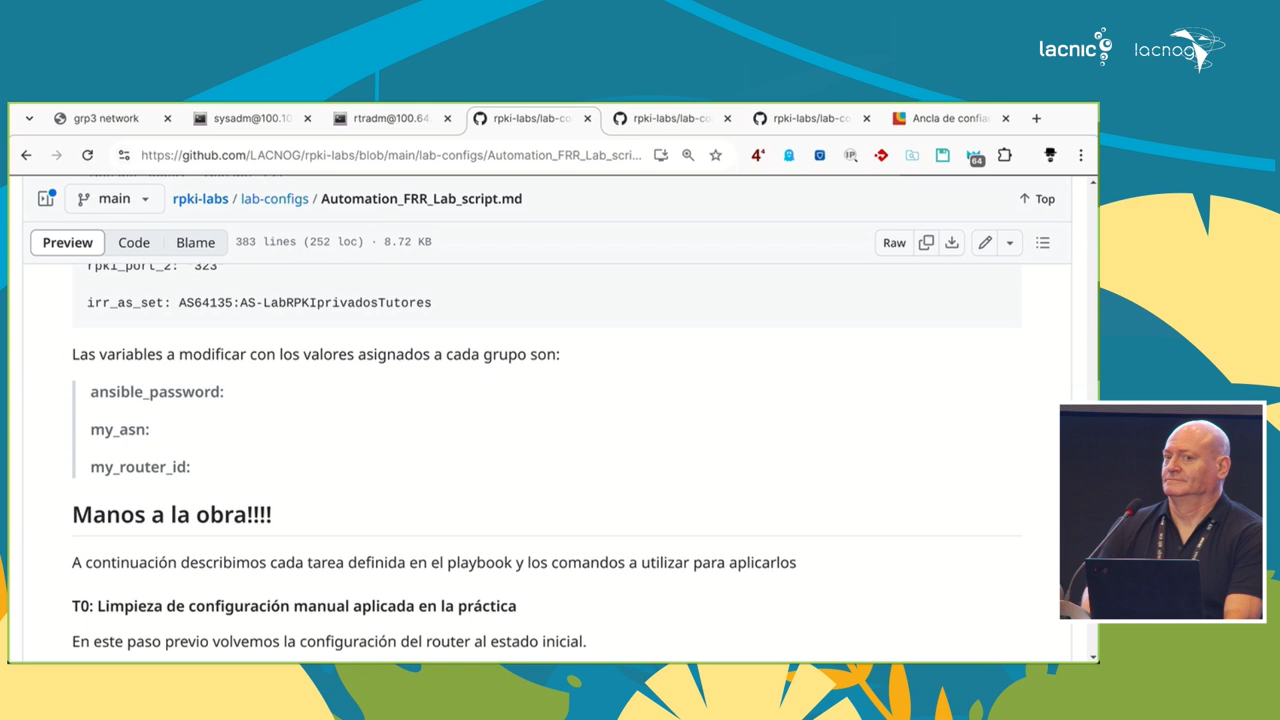 lacnic
lacnog
grp3 network
sysadm@100.10
rtradm@100.64.
rpki-labs/lab-co
rpki-labs/lab-co
rpki-labs/lab-co
Ancla de confia
https://github.com/LACNOG/rpki-labs/blob/main/lab-configs/Automation_FRR_Lab_scri...
4⁴
IP
64
main
rpki-labs / lab-configs / Automation_FRR_Lab_script.md
Top
Preview
Code
Blame
383 lines (252 loc) · 8.72 KB
Raw
rpki_port_2: "323"
irr_as_set: AS64135:AS-LabRPKIprivadosTutores
Las variables a modificar con los valores asignados a cada grupo son:
ansible_password:
my_asn:
my_router_id:
Manos a la obra!!!!
A continuación describimos cada tarea definida en el playbook y los comandos a utilizar para aplicarlos
T0: Limpieza de configuración manual aplicada en la práctica
En este paso previo volvemos la configuración del router al estado inicial.